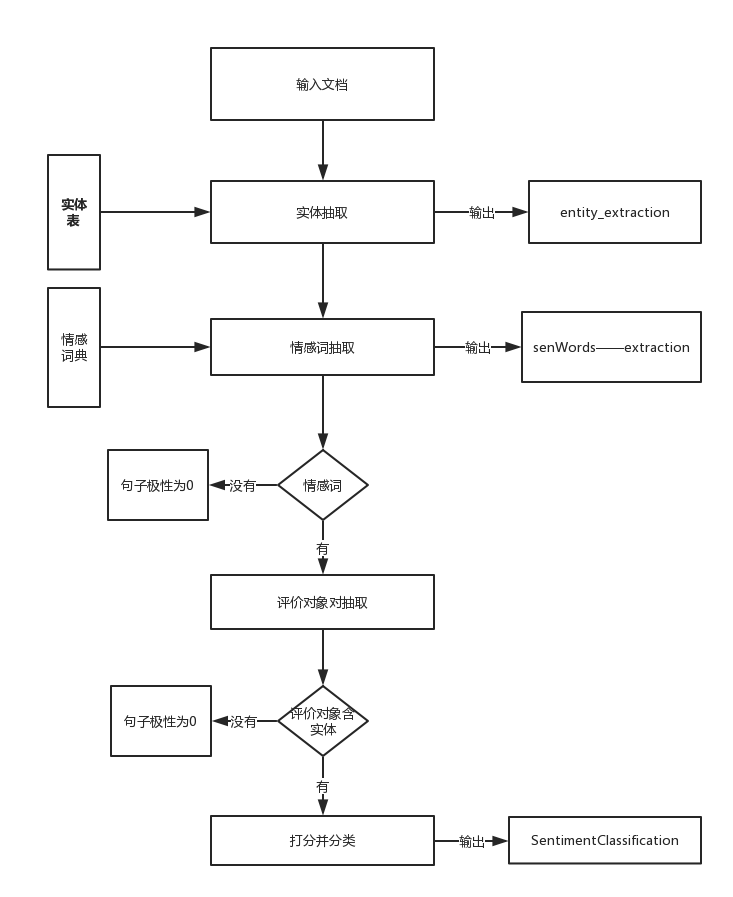 输入文档
实体
表
实体抽取
输出
entity_extraction
情感
词典
情感词抽取
输出
senWords——extraction
句子极性为0
没有
情感词
有
评价对象对抽取
句子极性为0
没有
评价对象含
实体
有
打分并分类
输出
SentimentClassification